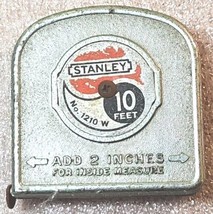 STANLEY
No. 1210 W
10
FEET
ADD 2 INCHES
FOR INSIDE MEASURE